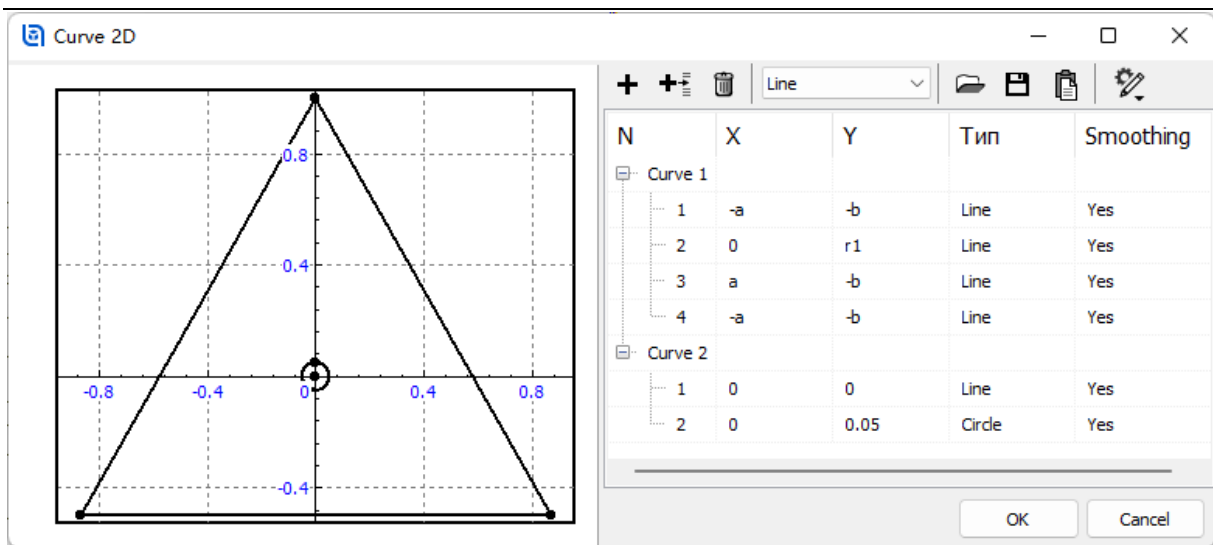 Curve 2D
Line
N X Y Тип Smoothing
Curve 1
1 -a -b Line Yes
2 0 r1 Line Yes
3 a -b Line Yes
4 -a -b Line Yes
Curve 2
1 0 0 Line Yes
2 0 0.05 Circle Yes
0.8
0.4
-0.8 -0.4 0 0.4 0.8
-0.4
OK Cancel